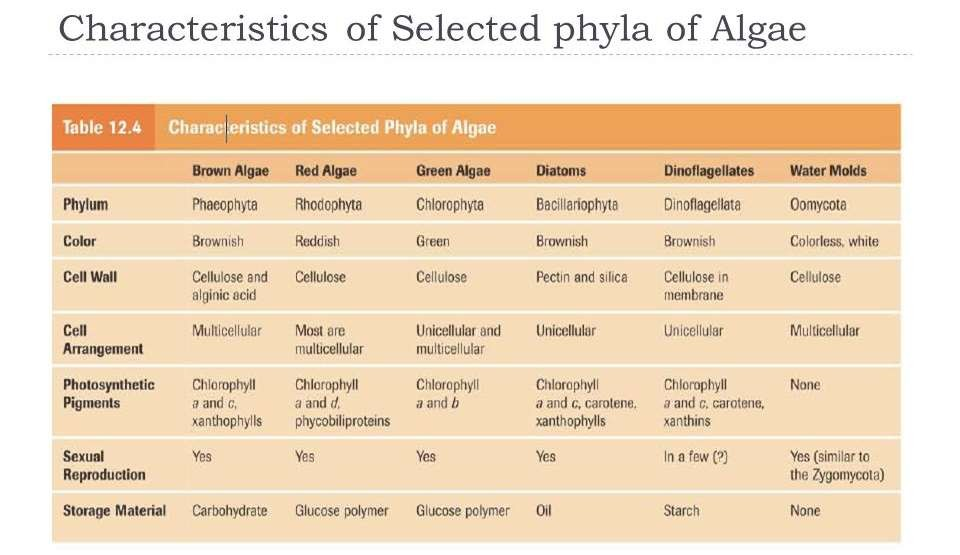 Characteristics of Selected phyla of Algae
Table 12.4 Characteristics of Selected Phyla of Algae
Brown Algae Red Algae Green Algae Diatoms Dinoflagellates Water Molds
Phylum Phaeophyta Rhodophyta Chlorophyta Bacillariophyta Dinoflagellata Oomycota
Color Brownish Reddish Green Brownish Brownish Colorless, white
Cell Wall Cellulose and Cellulose Cellulose Pectin and silica Cellulose in Cellulose
alginic acid membrane
Cell Multicellular Most are Unicellular and Unicellular Unicellular Multicellular
Arrangement multicellular multicellular
Photosynthetic Chlorophyll Chlorophyll Chlorophyll Chlorophyll Chlorophyll None
Pigments a and c, a and d, a and b a and c, carotene, a and c, carotene,
xanthophylls phycobiliproteins xanthophylls xanthins
Sexual Yes Yes Yes Yes In a few (?) Yes (similar to
Reproduction the Zygomycota)
Storage Material Carbohydrate Glucose polymer Glucose polymer Oil Starch None